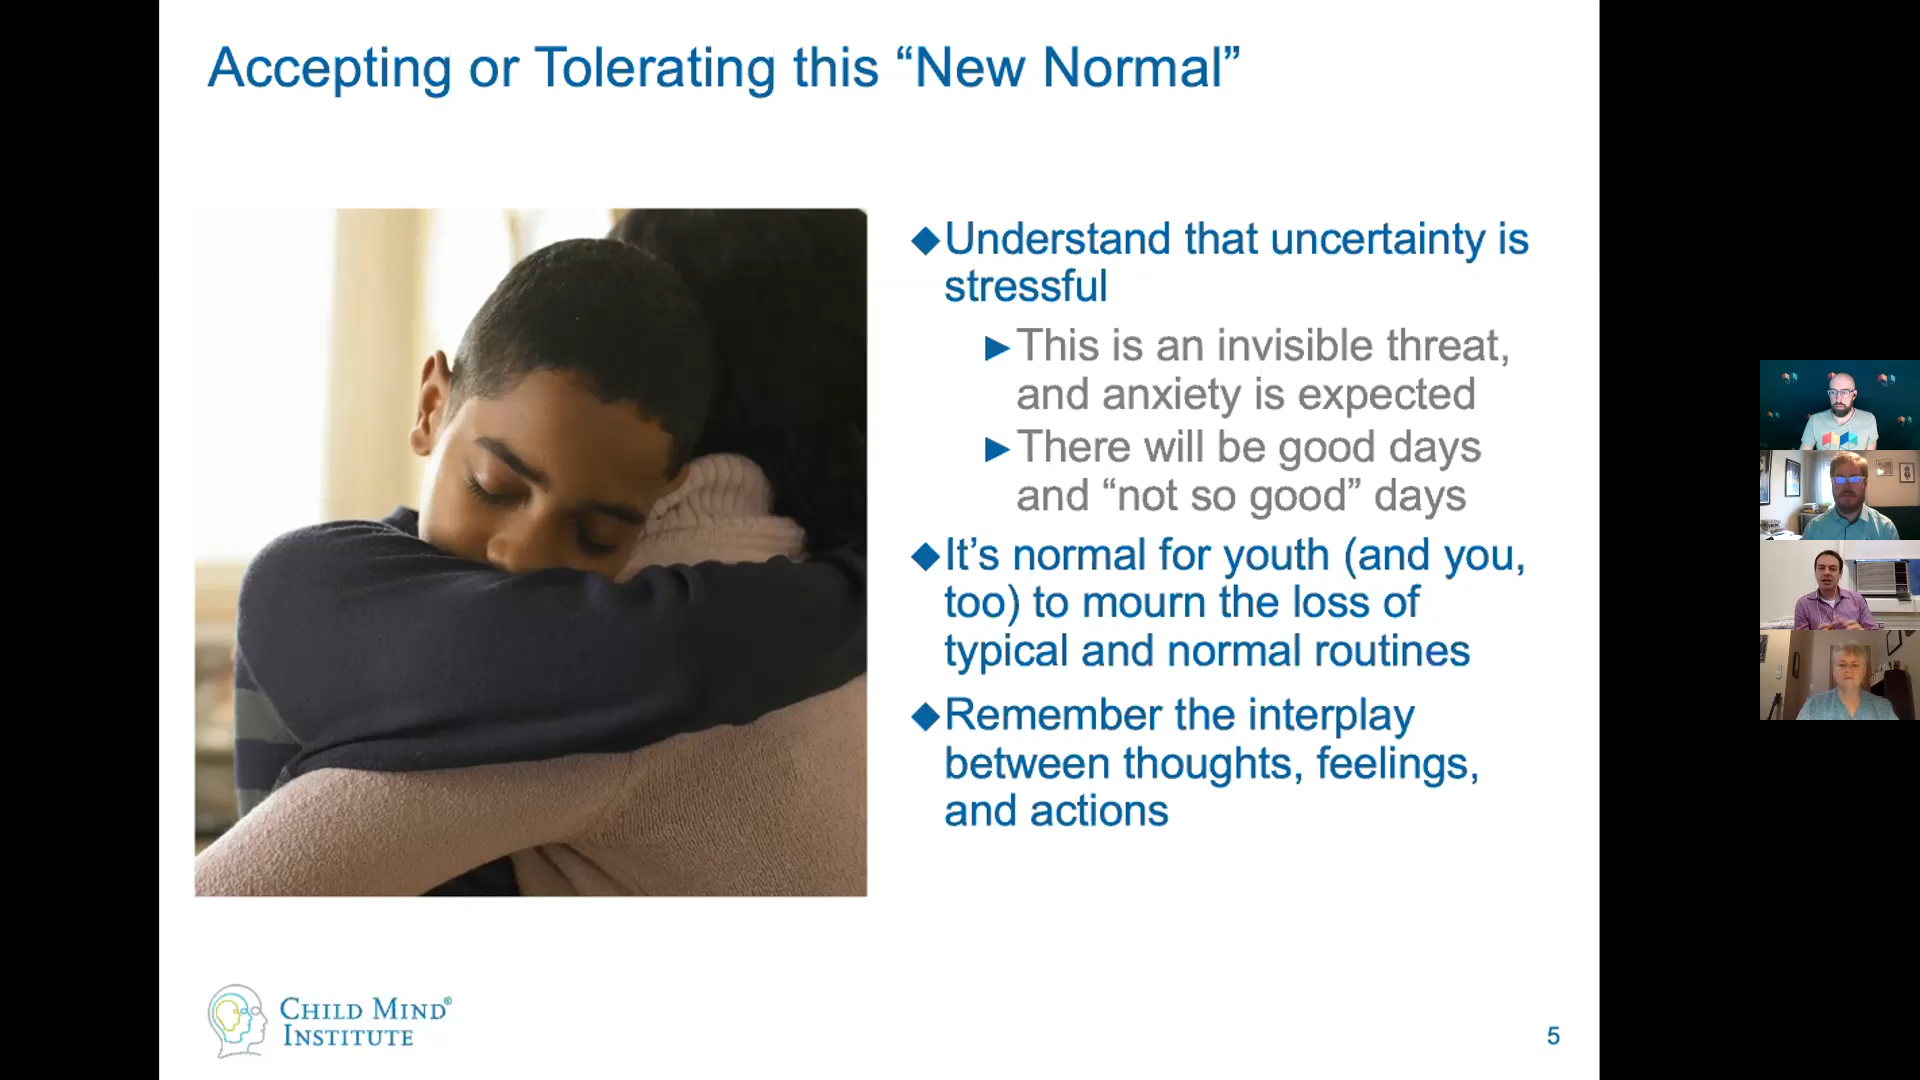 Accepting or Tolerating this “New Normal”
◆Understand that uncertainty is
stressful
►This is an invisible threat,
and anxiety is expected
►There will be good days
and “not so good” days
◆It’s normal for youth (and you,
too) to mourn the loss of
typical and normal routines
◆Remember the interplay
between thoughts, feelings,
and actions
CHILD MIND®
INSTITUTE
5